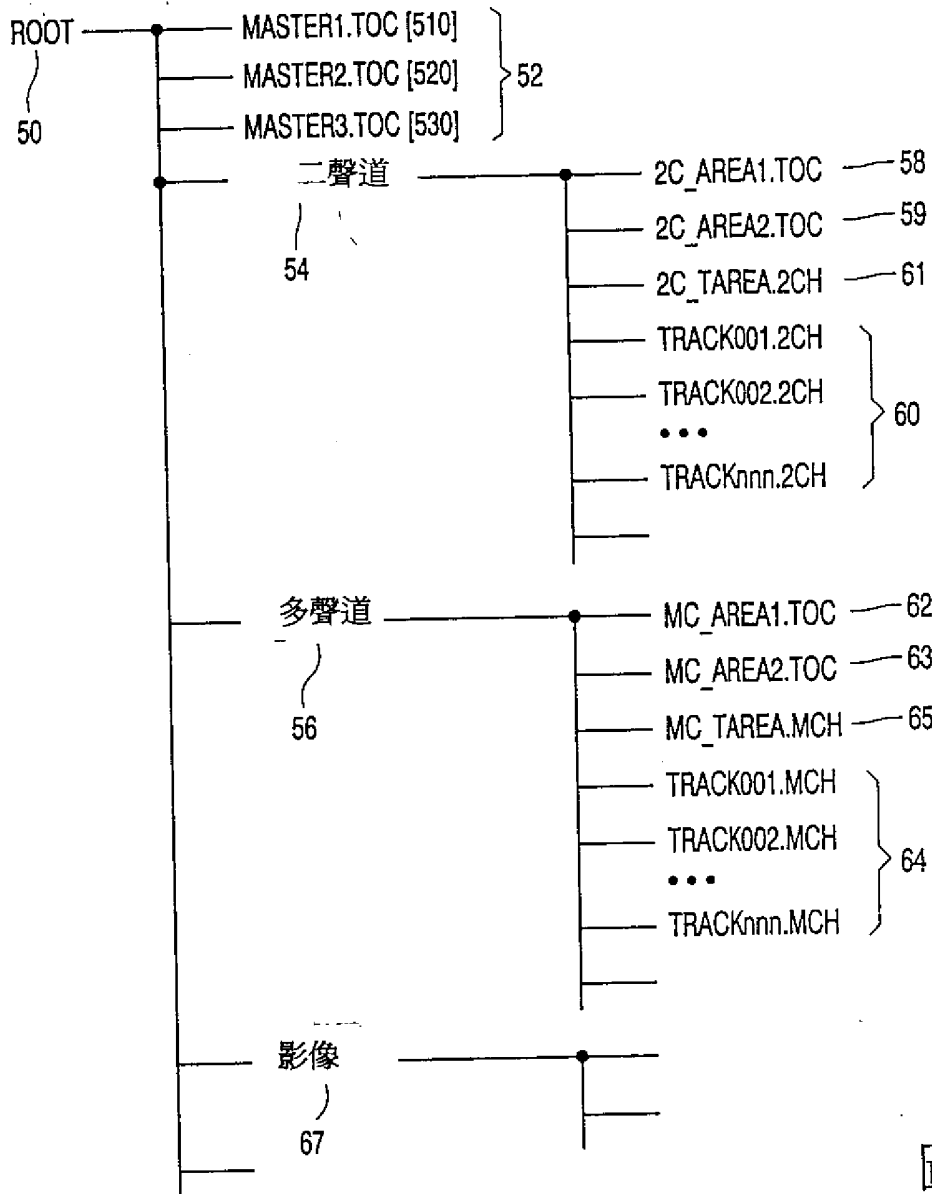 ROOT
50
MASTER1.TOC [510]
MASTER2.TOC [520]
MASTER3.TOC [530]
52
二聲道
54
2C_AREA1.TOC
58
2C_AREA2.TOC
59
2C_TAREA.2CH
61
TRACK001.2CH
TRACK002.2CH
•••
TRACKnnn.2CH
60
多聲道
56
MC_AREA1.TOC
62
MC_AREA2.TOC
63
MC_TAREA.MCH
65
TRACK001.MCH
TRACK002.MCH
•••
TRACKnnn.MCH
64
影像
67